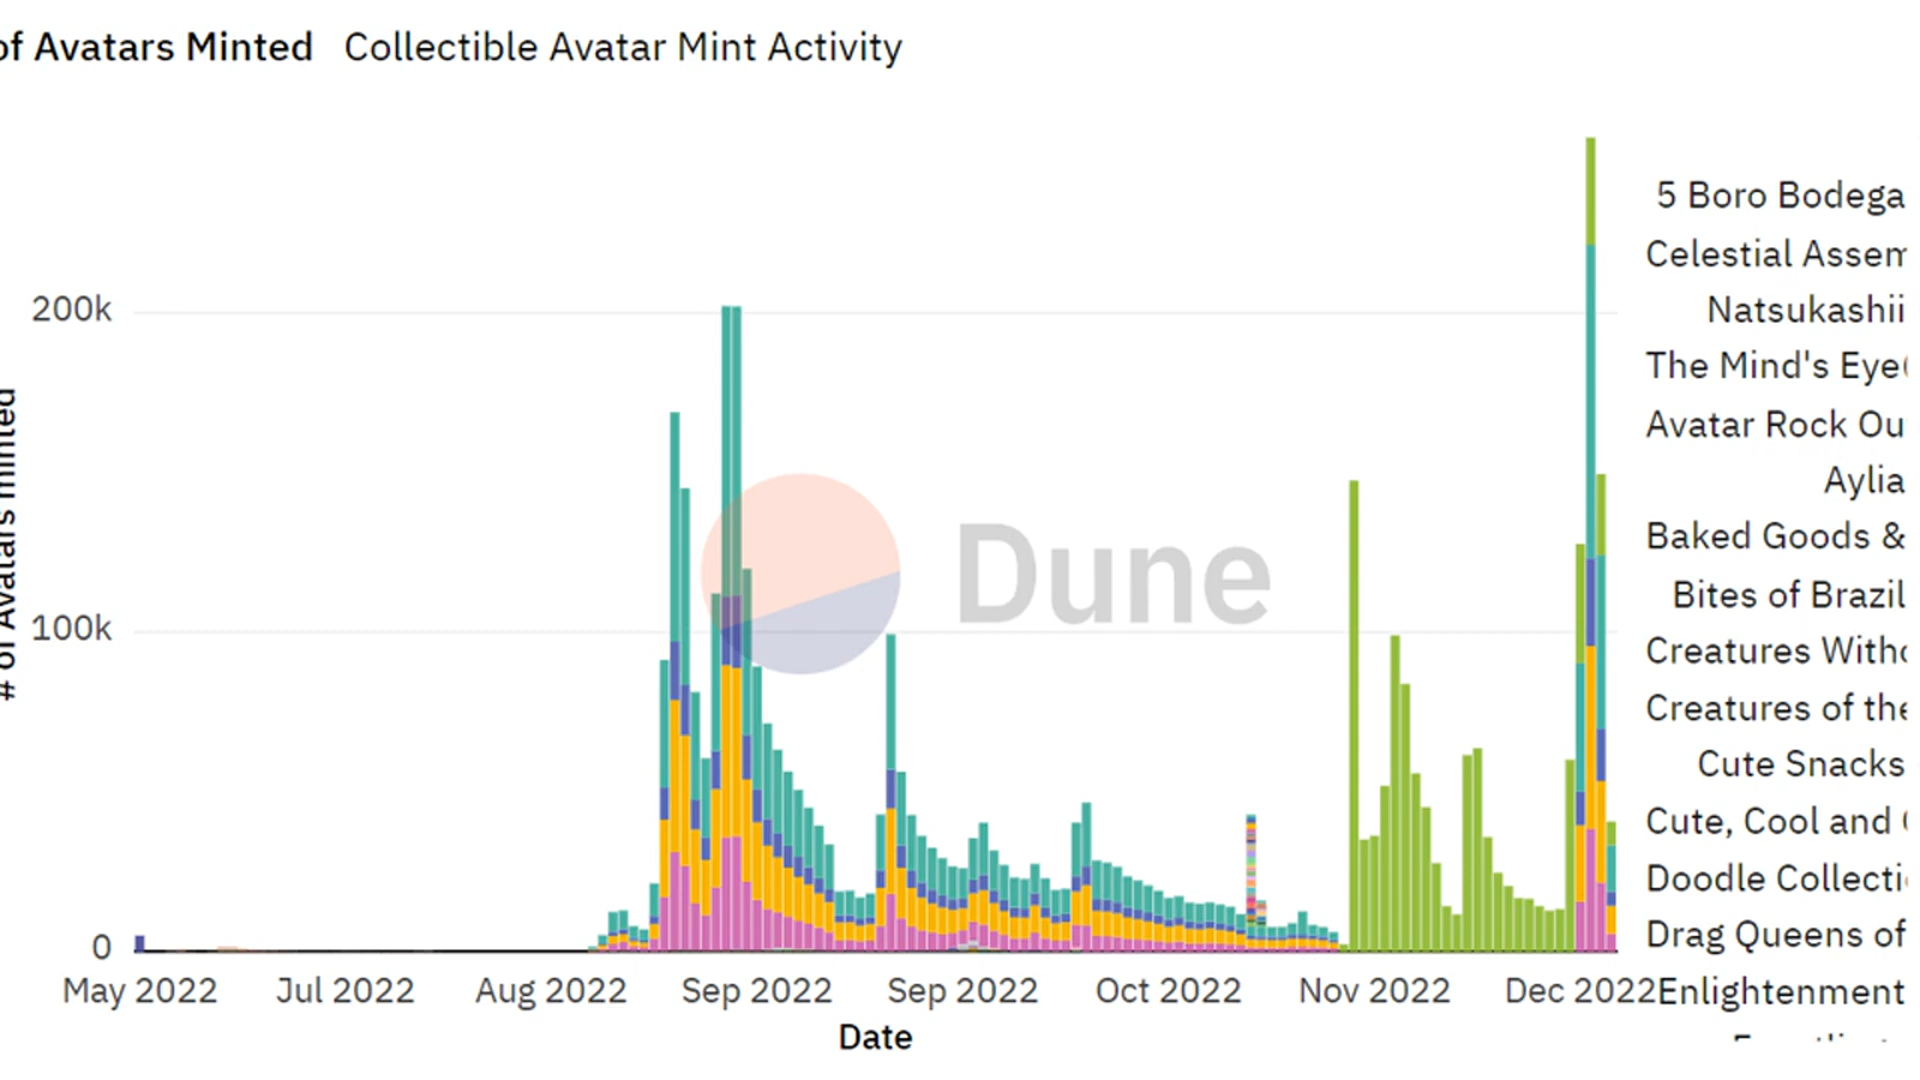 of Avatars Minted Collectible Avatar Mint Activity
200k
100k
0
# of Avatars minted
May 2022 Jul 2022 Aug 2022 Sep 2022 Sep 2022 Oct 2022 Nov 2022 Dec 2022
Date
Dune
5 Boro Bodega
Celestial Assem
Natsukashii
The Mind's Eye
Avatar Rock Ou
Aylia
Baked Goods &
Bites of Brazil
Creatures With
Creatures of the
Cute Snacks
Cute, Cool and
Doodle Collecti
Drag Queens of
Enlightenment